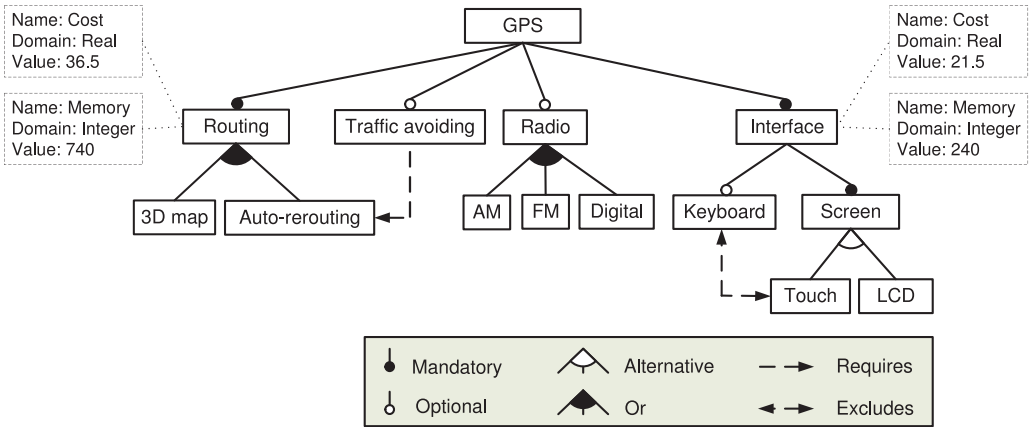 Name: Cost
Domain: Real
Value: 36.5
GPS
Name: Cost
Domain: Real
Value: 21.5
Name: Memory
Domain: Integer
Value: 740
Routing
Traffic avoiding
Radio
Interface
Name: Memory
Domain: Integer
Value: 240
3D map
Auto-rerouting
AM
FM
Digital
Keyboard
Screen
Touch
LCD
Mandatory
Alternative
Requires
Optional
Or
Excludes